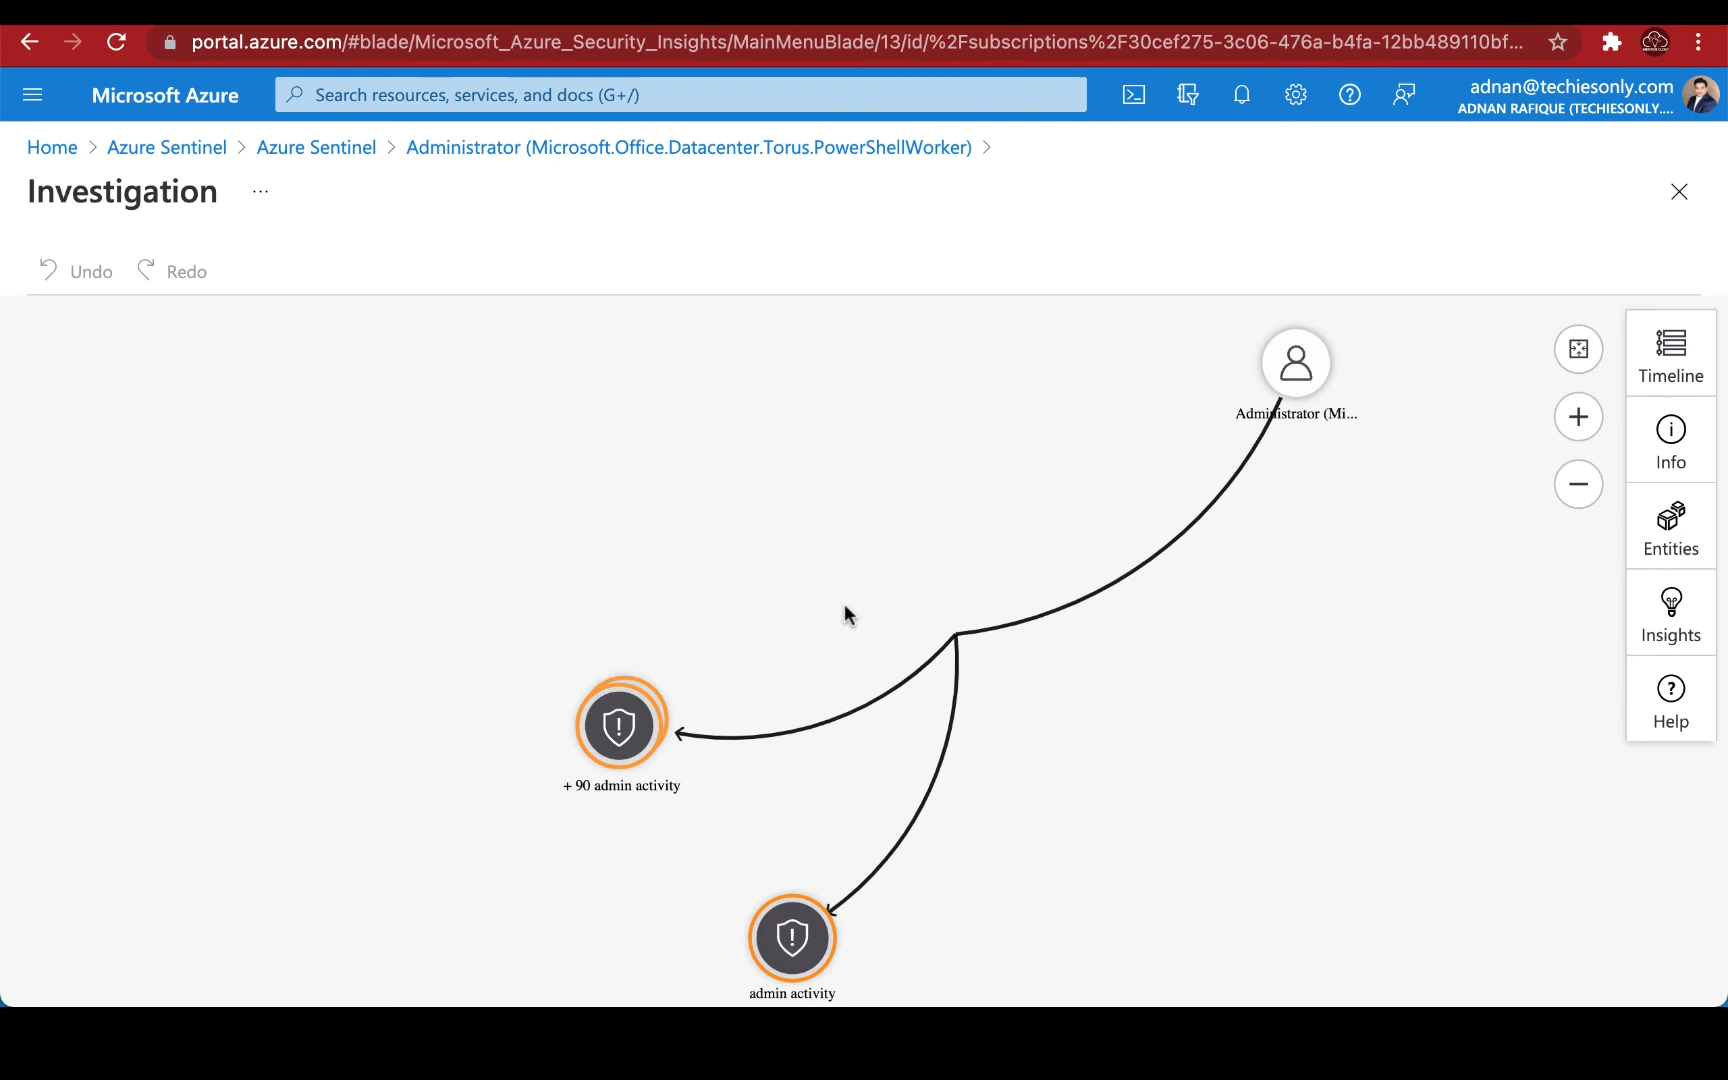 portal.azure.com/#blade/Microsoft_Azure_Security_Insights/MainMenuBlade/13/id/%2Fsubscriptions%2F30cef275-3c06-476a-b4fa-12bb489110bf...
Microsoft Azure
Search resources, services, and docs (G+/)
adnan@techiesonly.com
ADNAN RAFIQUE (TECHIESONLY....
Home > Azure Sentinel > Azure Sentinel > Administrator (Microsoft.Office.Datacenter.Torus.PowerShellWorker) >
Investigation ...
Undo Redo
Administrator (Mi...
+ 90 admin activity
admin activity
Timeline
Info
Entities
Insights
Help